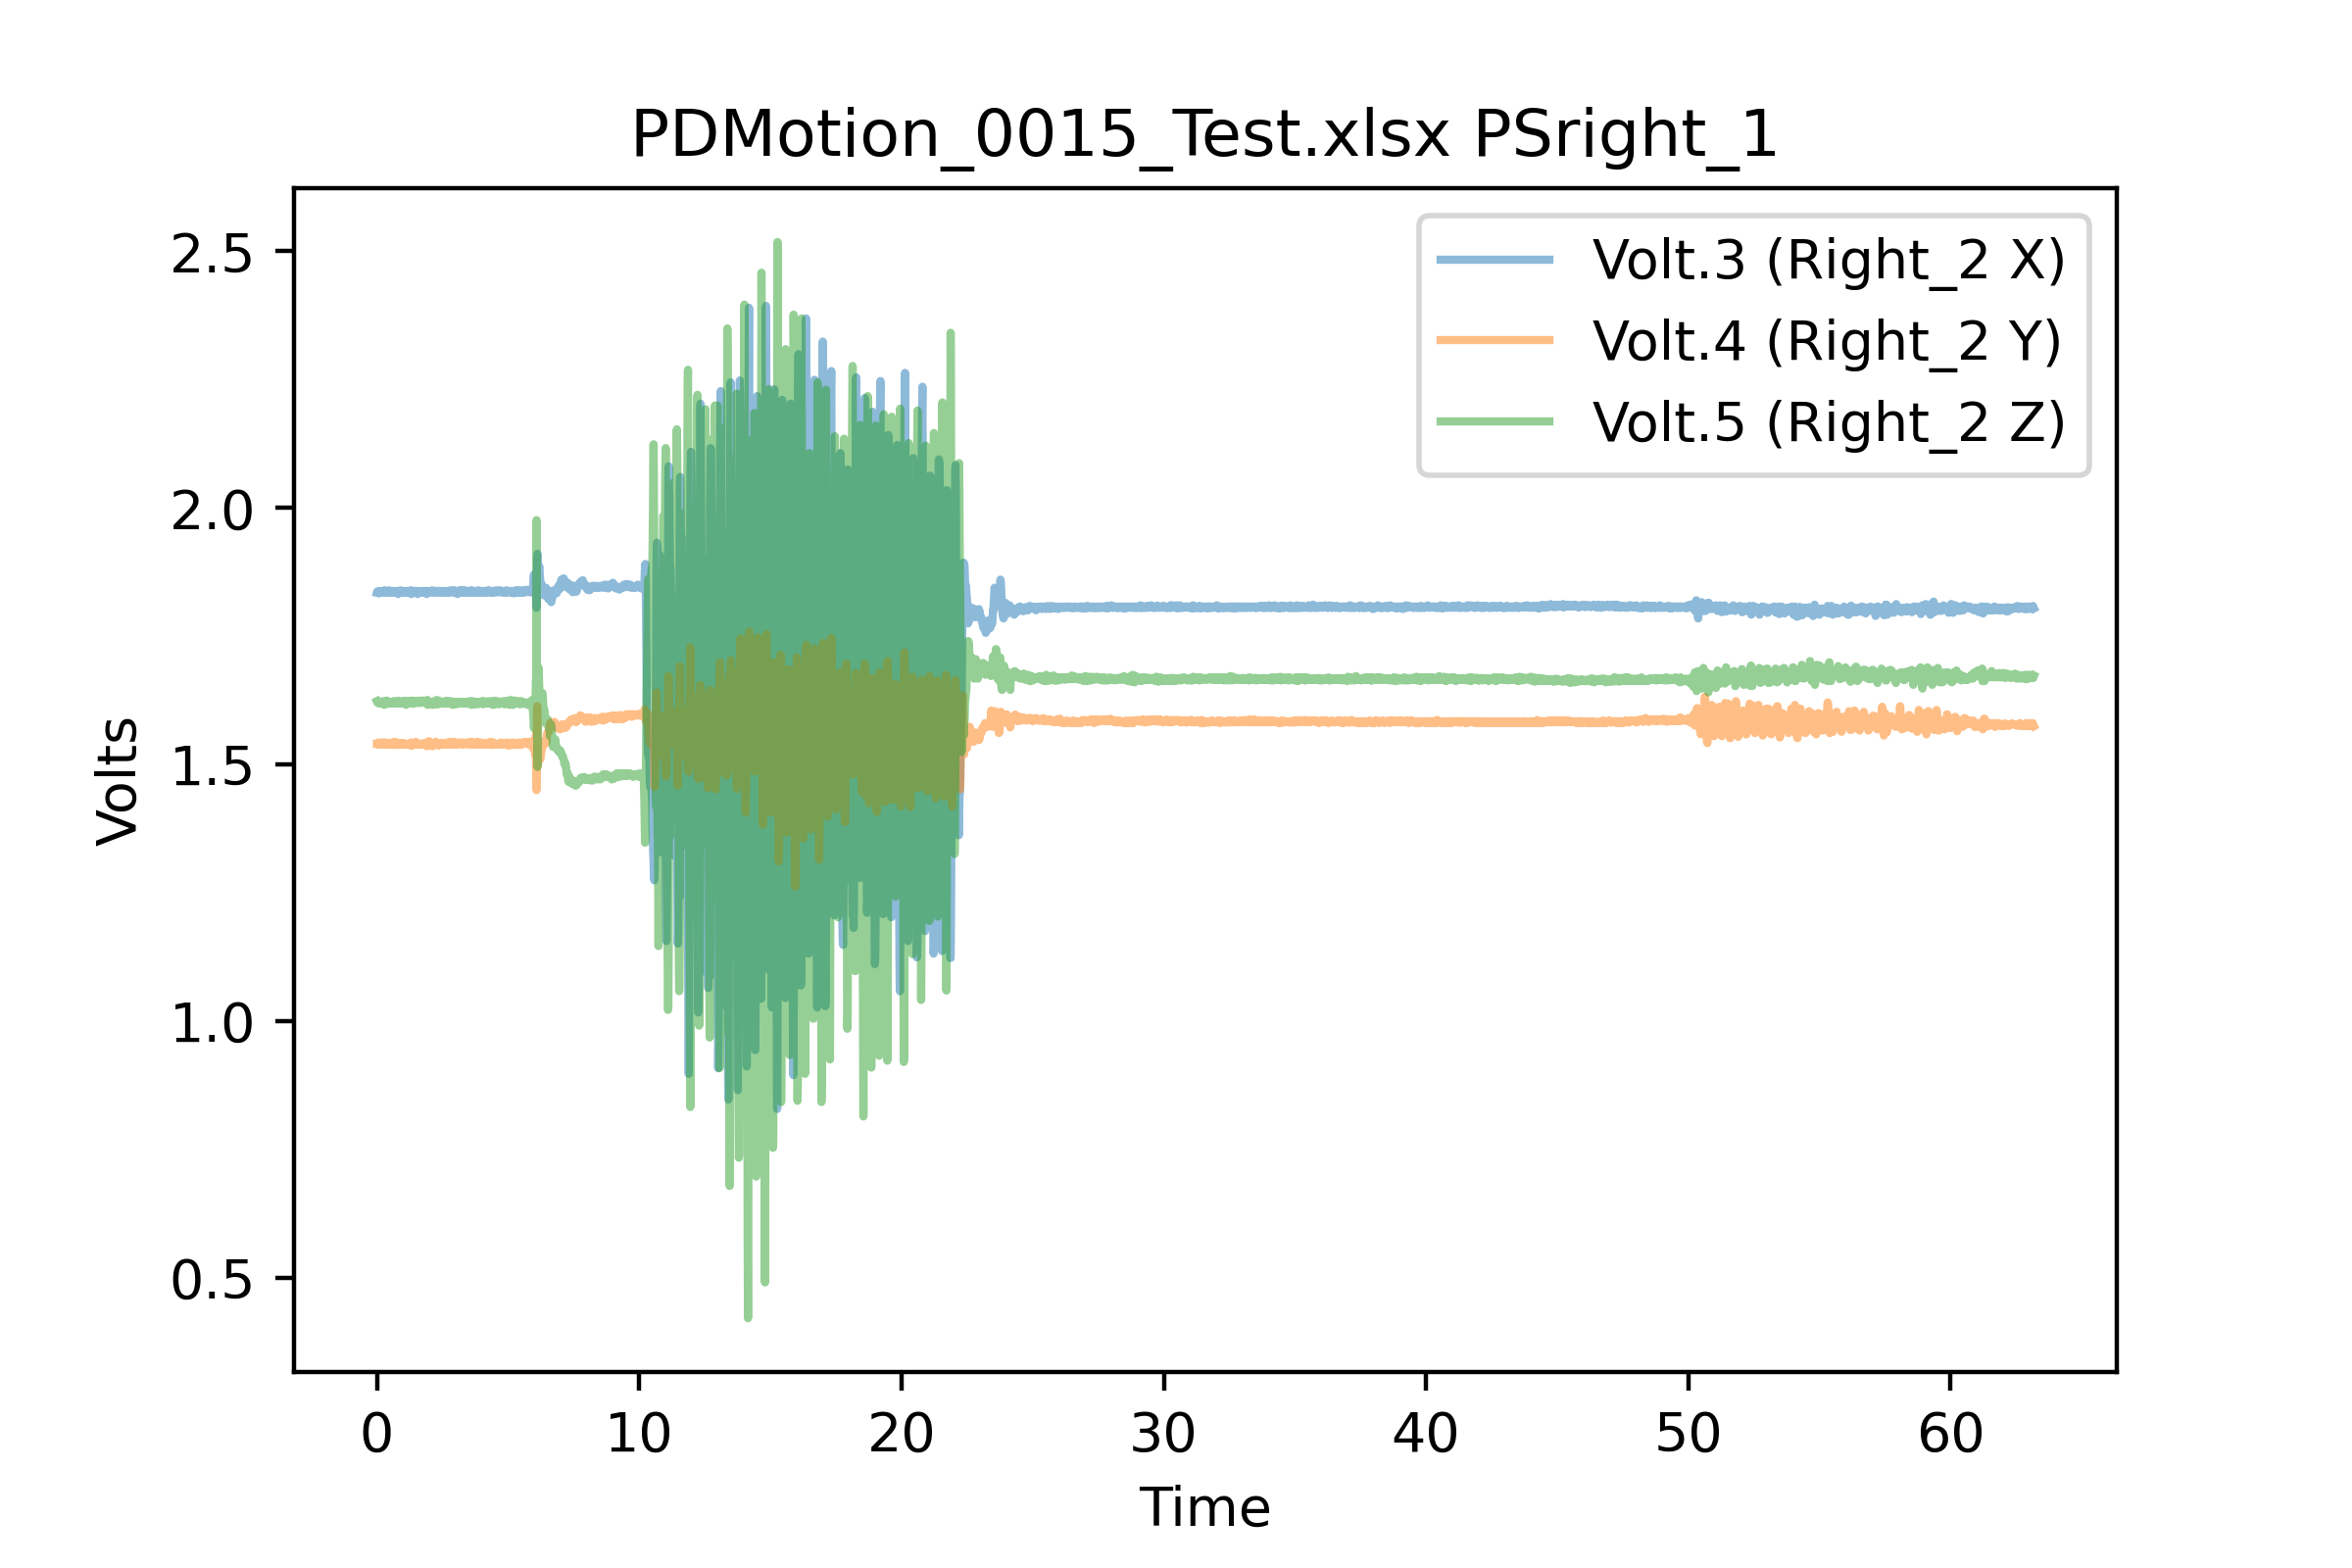 PDMotion_0015_Test.xlsx PSright_1
Volt.3 (Right_2 X)
Volt.4 (Right_2 Y)
Volt.5 (Right_2 Z)
2.5
2.0
1.5
1.0
0.5
Volts
0 10 20 30 40 50 60
Time